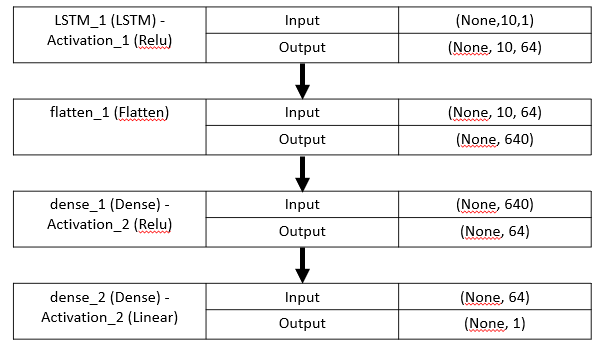 LSTM_1 (LSTM) - Input (None,10,1)
Activation_1 (Relu) Output (None, 10, 64)
flatten_1 (Flatten) Input (None, 10, 64)
Output (None, 640)
dense_1 (Dense) - Input (None, 640)
Activation_2 (Relu) Output (None, 64)
dense_2 (Dense) - Input (None, 64)
Activation_2 (Linear) Output (None, 1)